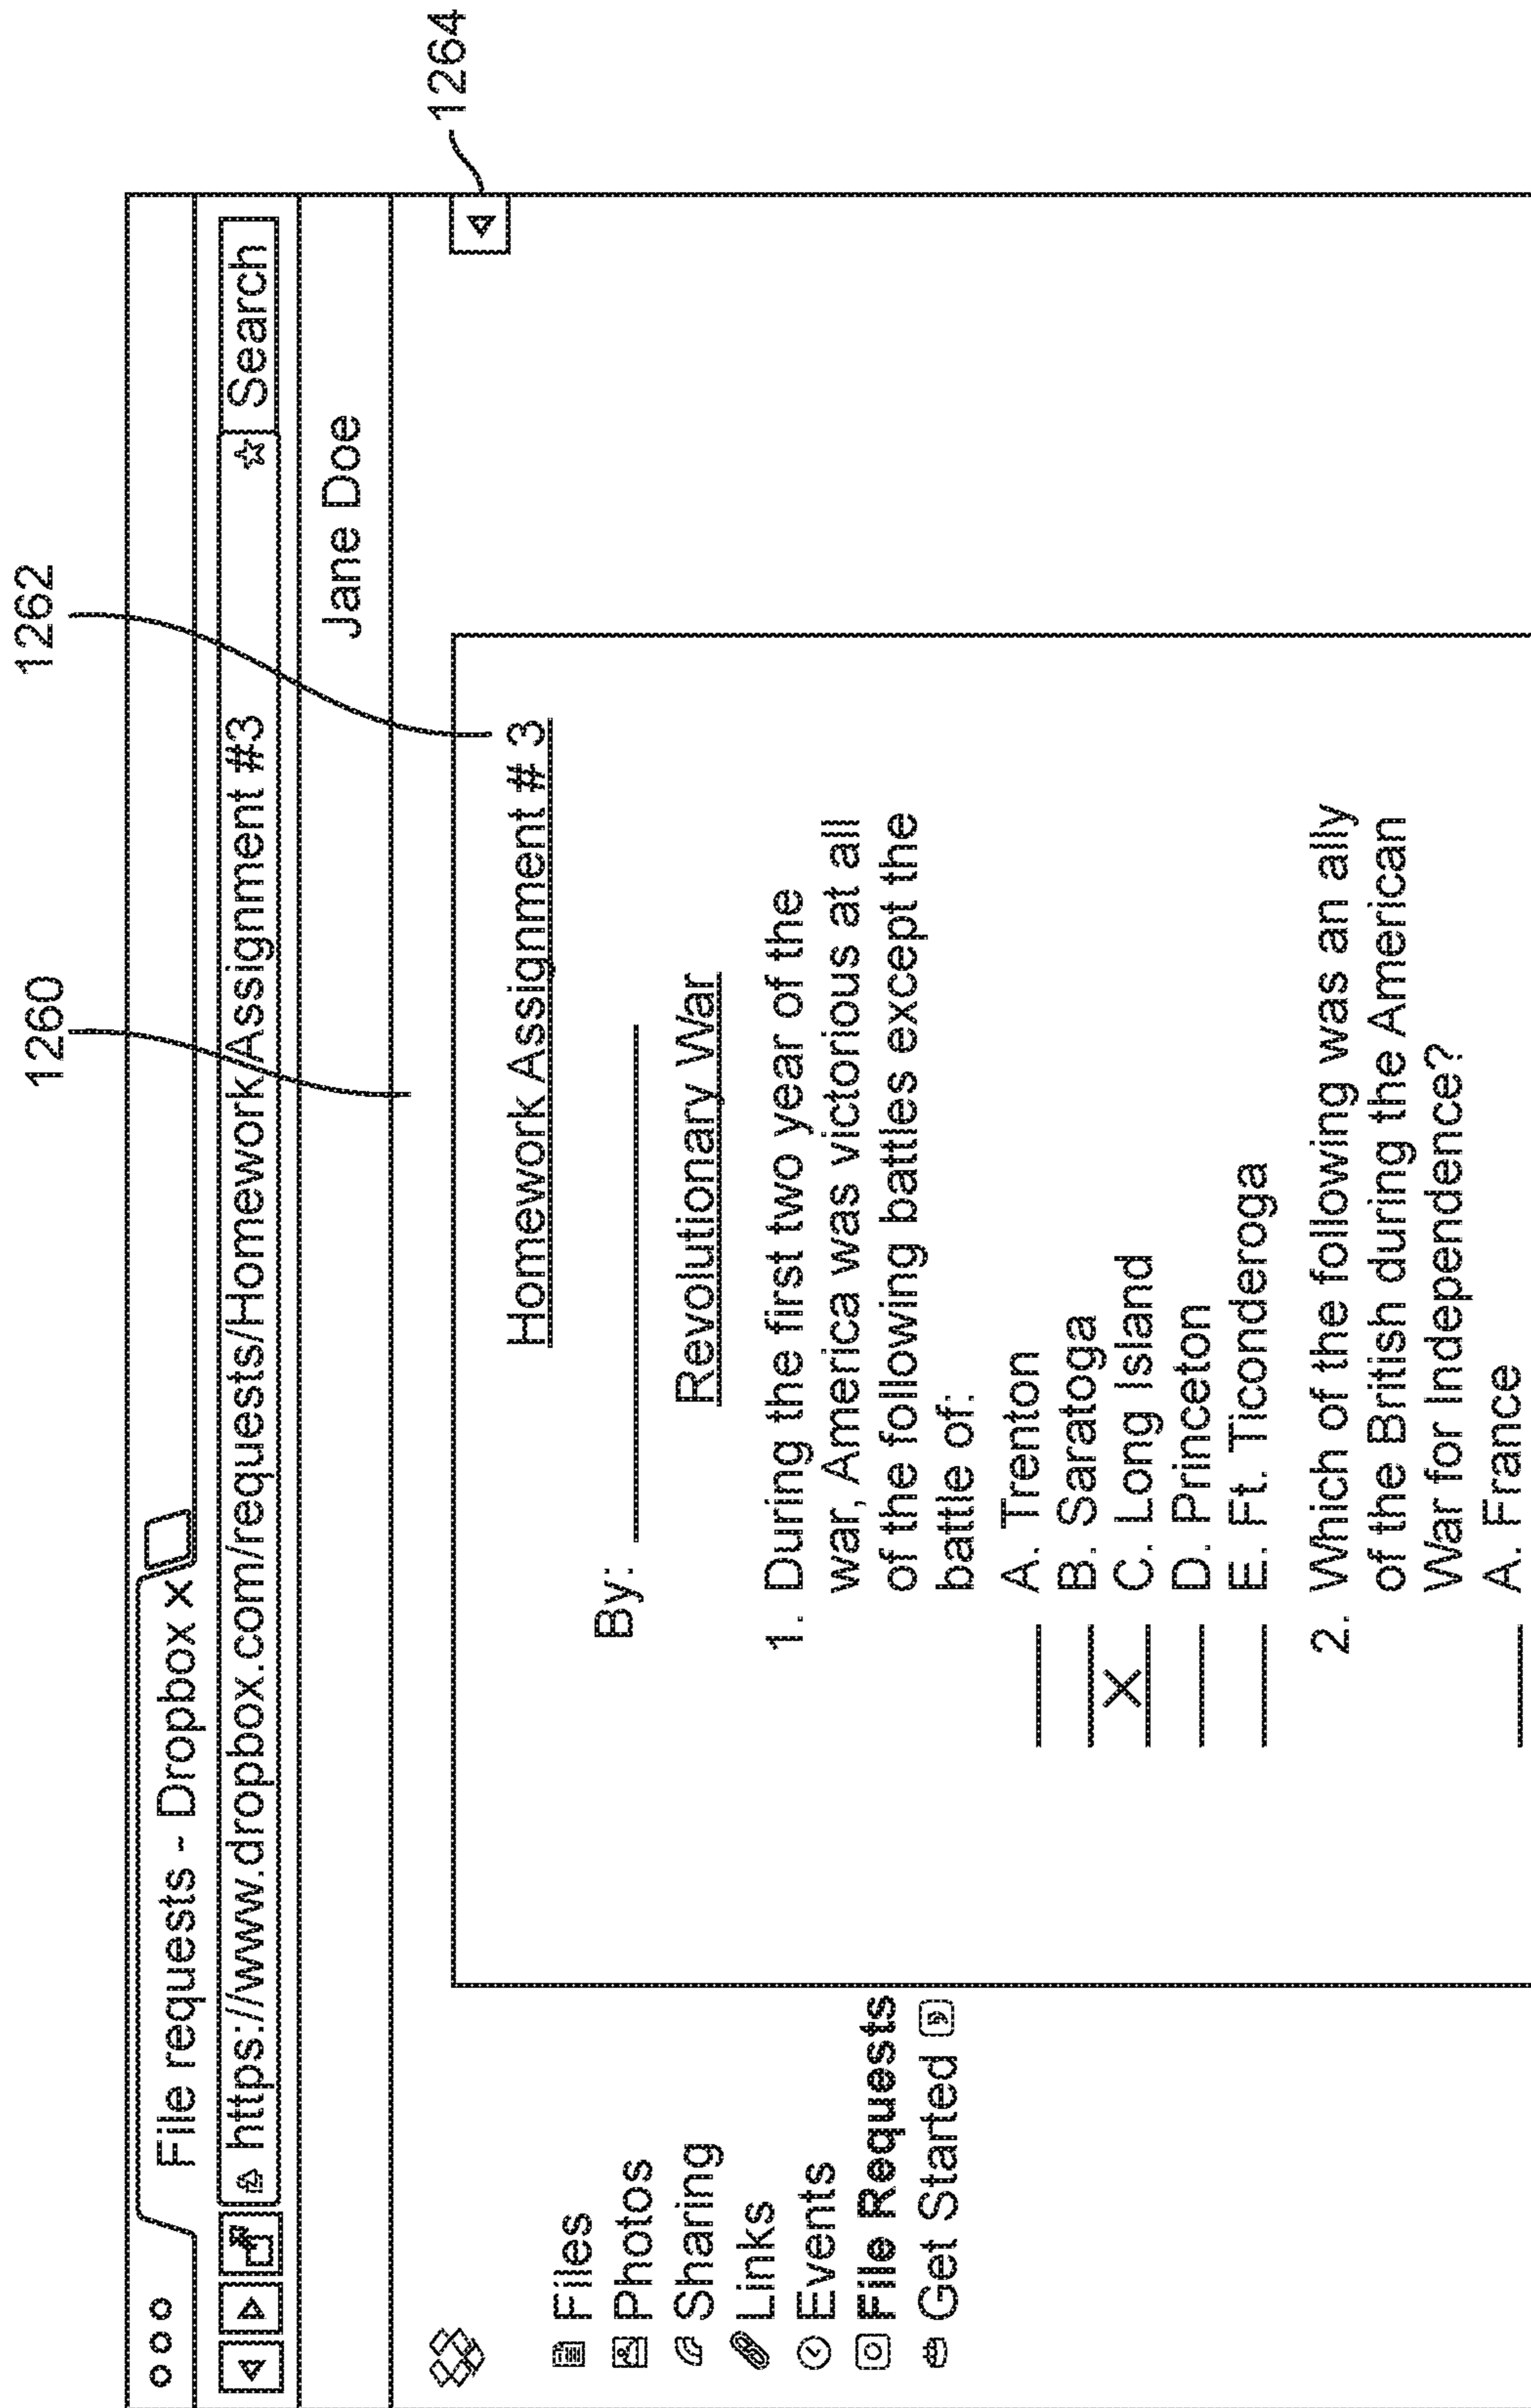 1260
1262
1264
File requests - Dropbox x
https://www.dropbox.com/requests/Homework Assignment #3
Search
Jane Doe
Files
Photos
Sharing
Links
Events
File Requests
Get Started
Homework Assignment # 3
By:
Revolutionary War
1. During the first two year of the
war, America was victorious at all
of the following battles except the
battle of:
A. Trenton
B. Saratoga
X C. Long Island
D. Princeton
E. Ft. Ticonderoga
2. Which of the following was an ally
of the British during the American
War for Independence?
A. France